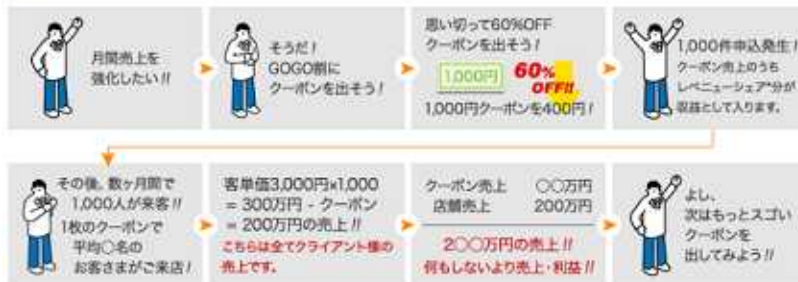 月間売上を
強化したい!!
そうだ!
GOGO割に
クーポンを出そう!
思い切って60%OFF
クーポンを出そう!
1,000円
60%
OFF!!
1,000円クーポンを400円!
1,000件申込発生!
クーポン売上のうち
レベニューシェア*分が
収益として入ります。
その後、数ヶ月間で
1,000人が来客!!
1枚のクーポンで
平均〇名の
お客さまがご来店!
客単価3,000円×1,000
= 300万円 - クーポン
= 200万円の売上!!
こちらは全てクライアント様の
売上です。
クーポン売上 〇〇万円
店舗売上 200万円
2〇〇万円の売上!!
何もしないより売上・利益!!
よし、
次はもっとスゴい
クーポンを
出してみよう!!